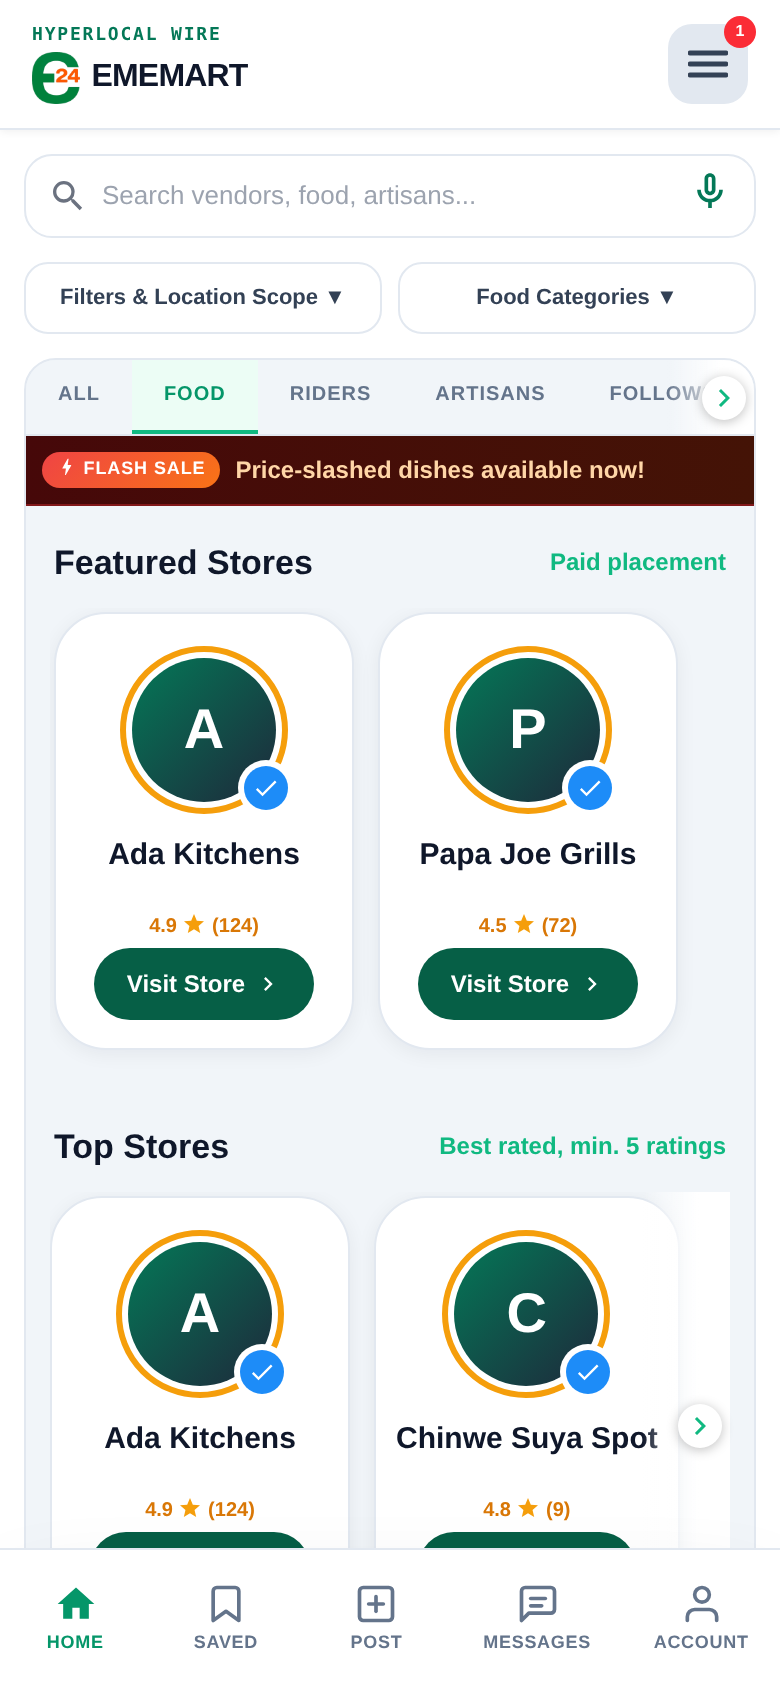 HYPERLOCAL WIRE
e24 EMEMART
1
Search vendors, food, artisans...
Filters & Location Scope ▼
Food Categories ▼
ALL FOOD RIDERS ARTISANS FOLLOW
FLASH SALE Price-slashed dishes available now!
Featured Stores Paid placement
A P
Ada Kitchens Papa Joe Grills
4.9 ★ (124) 4.5 ★ (72)
Visit Store Visit Store
Top Stores Best rated, min. 5 ratings
A C
Ada Kitchens Chinwe Suya Spot
4.9 ★ (124) 4.8 ★ (9)
HOME SAVED POST MESSAGES ACCOUNT